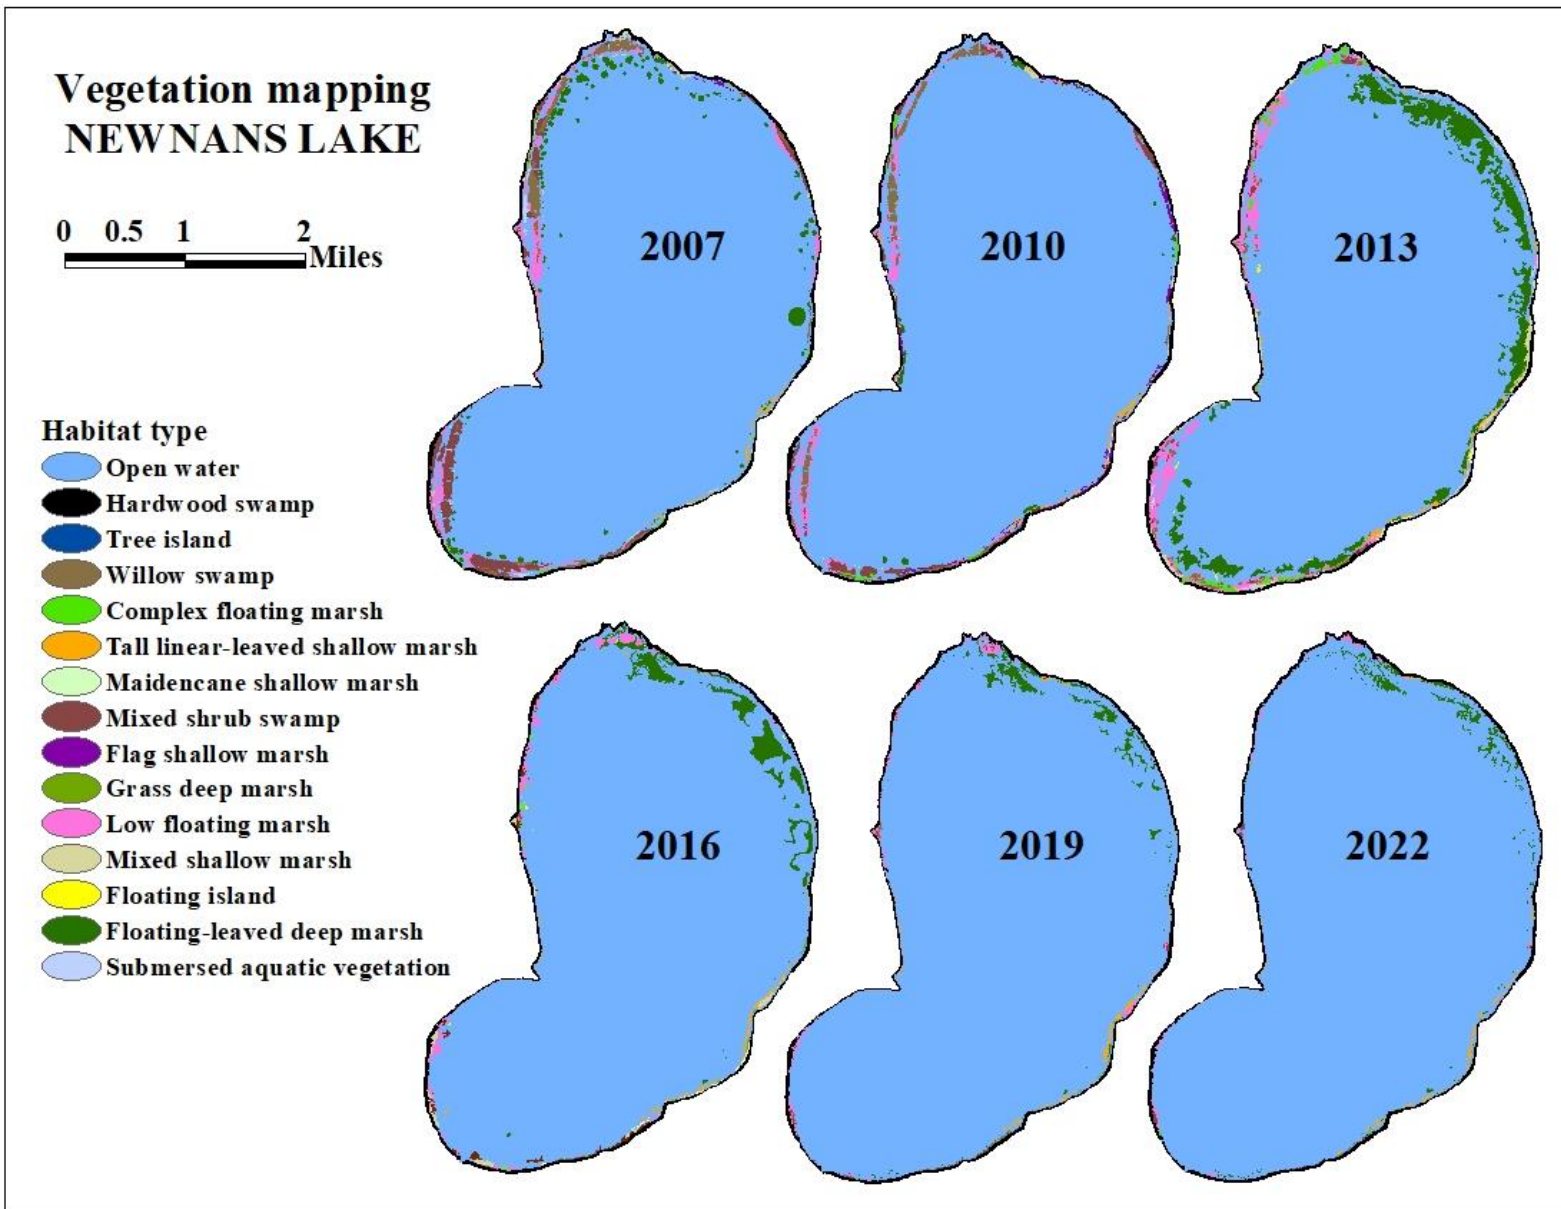 Vegetation mapping
NEWNANS LAKE
0 0.5 1 2
Miles
2007
2010
2013
Habitat type
Open water
Hardwood swamp
Tree island
Willow swamp
Complex floating marsh
Tall linear-leaved shallow marsh
Maidencane shallow marsh
Mixed shrub swamp
Flag shallow marsh
Grass deep marsh
Low floating marsh
Mixed shallow marsh
Floating island
Floating-leaved deep marsh
Submersed aquatic vegetation
2016
2019
2022